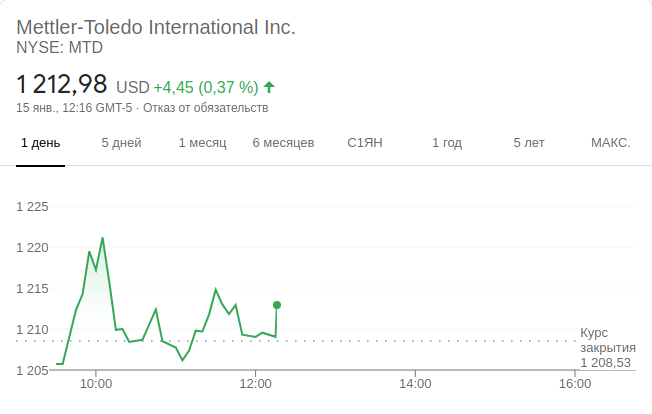 Mettler-Toledo International Inc.
NYSE: MTD
1 212,98 USD +4,45 (0,37 %)
15 янв., 12:16 GMT-5 · Отказ от обязательств
1 день 5 дней 1 месяц 6 месяцев С1ЯН 1 год 5 лет МАКС.
1 225
1 220
1 215
1 210
1 205
Курс
закрытия
1 208,53
10:00 12:00 14:00 16:00